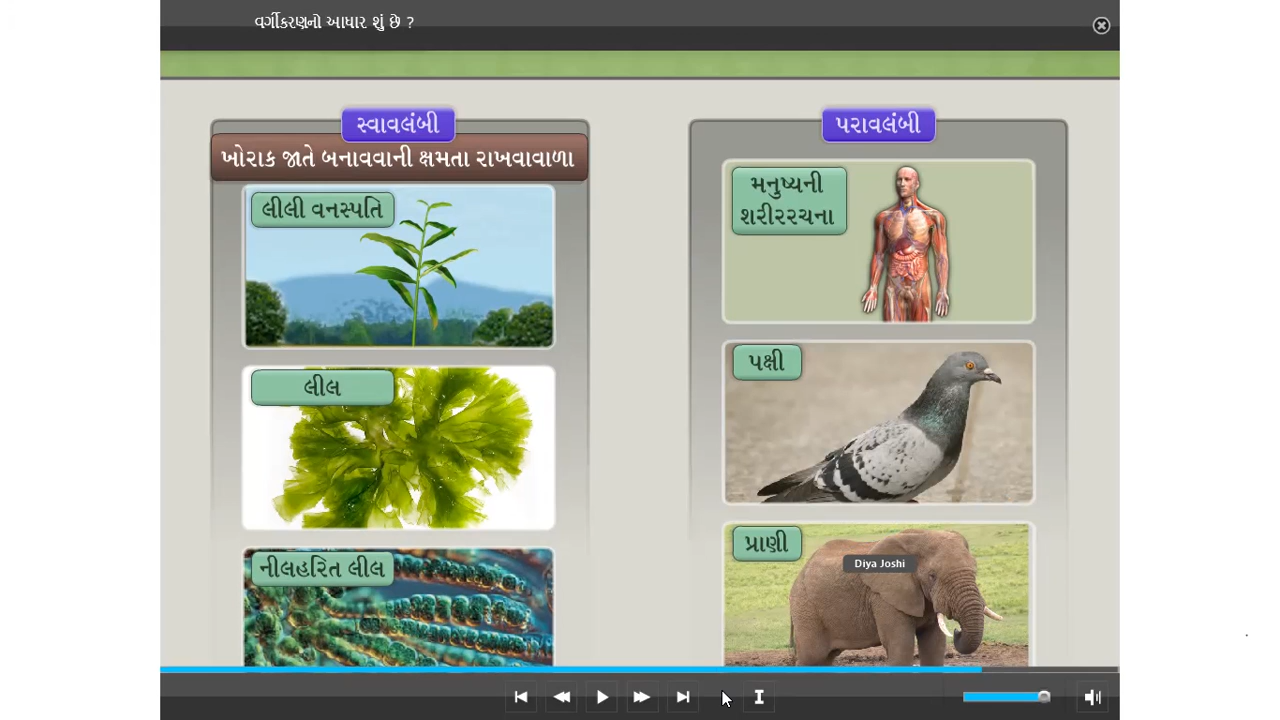 વર્ગીકરણનો આધાર શું છે ?
સ્વાવલંબી
ખોરાક જાતે બનાવવાની ક્ષમતા રાખવાવાળા
લીલી વનસ્પતિ
લીલ
નીલહરિત લીલ
પરાવલંબી
મનુષ્યની
શરીરરચના
પક્ષી
પ્રાણી
Diya Joshi